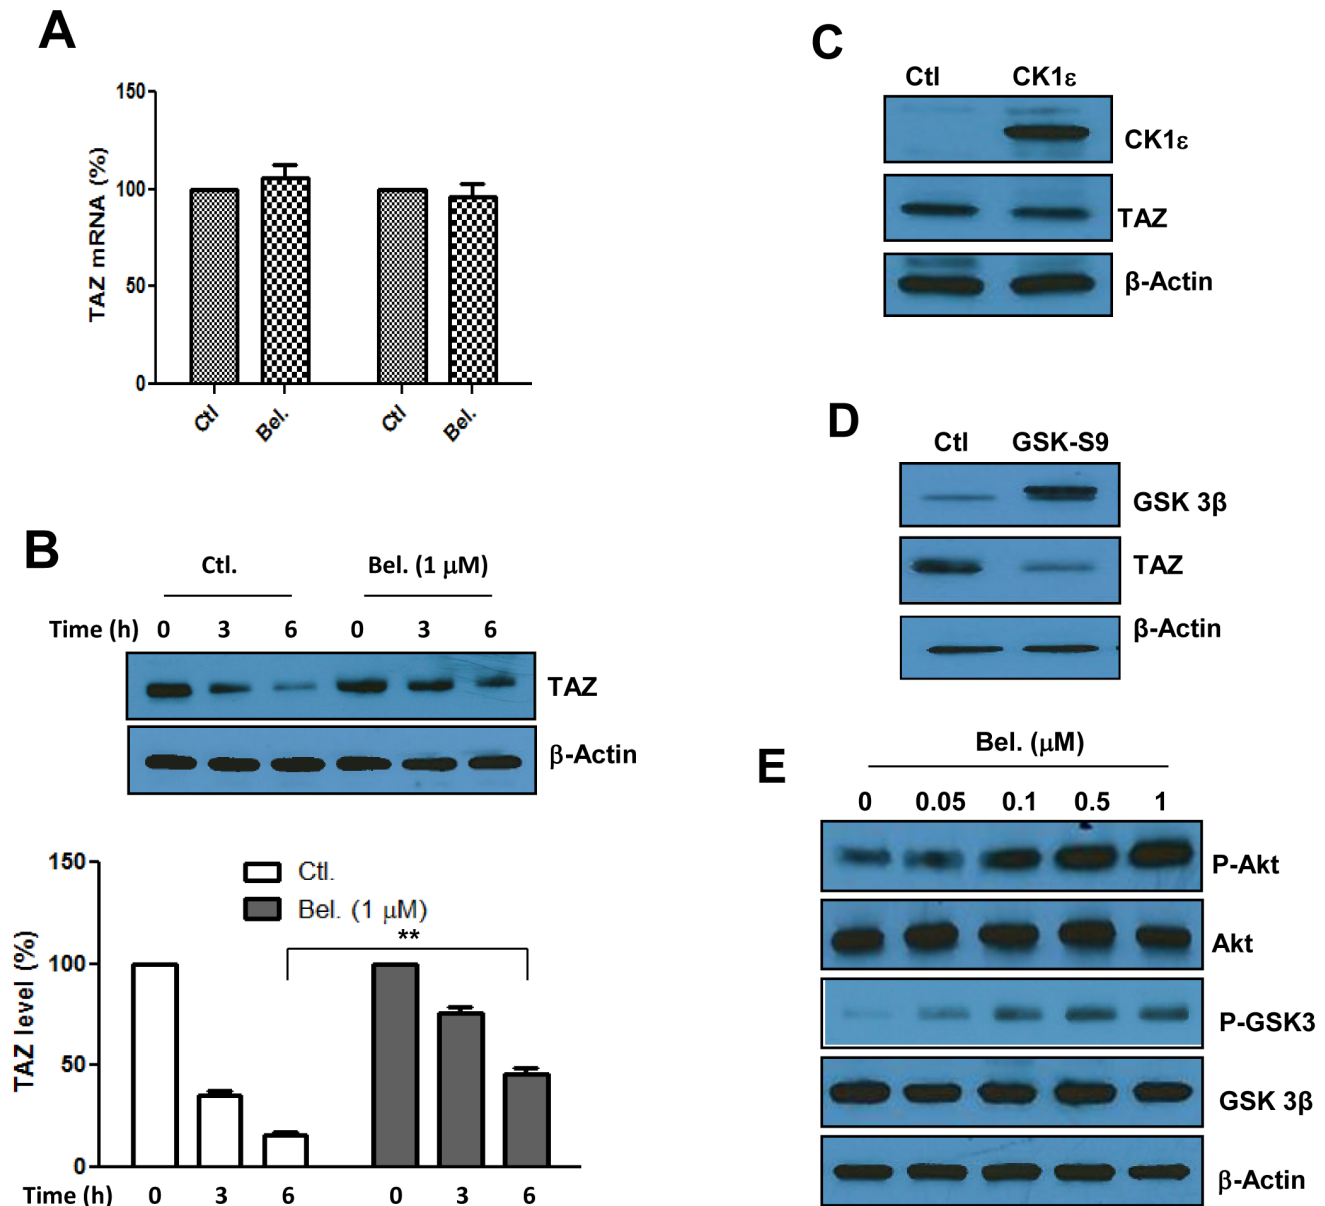 A
150
100
50
0
TAZ mRNA (%)
Ctl
Bel.
Ctl
Bel.
B
Ctl.
Bel. (1 μM)
Time (h) 0 3 6 0 3 6
TAZ
β-Actin
150
100
50
0
TAZ level (%)
Ctl.
Bel. (1 μM)
**
Time (h) 0 3 6 0 3 6
C
Ctl CK1ε
CK1ε
TAZ
β-Actin
D
Ctl GSK-S9
GSK 3β
TAZ
β-Actin
E
Bel. (μM)
0 0.05 0.1 0.5 1
P-Akt
Akt
P-GSK3
GSK 3β
β-Actin